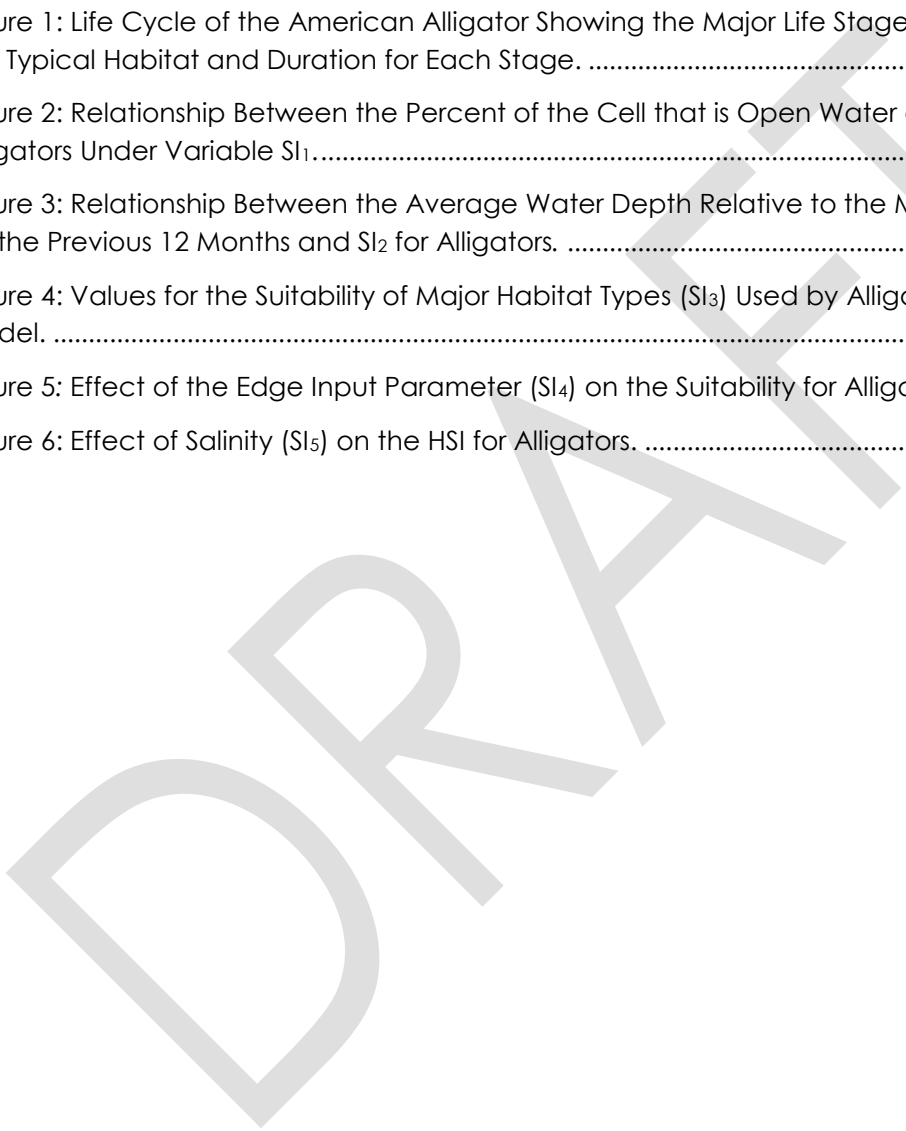 ure 1: Life Cycle of the American Alligator Showing the Major Life Stage
Typical Habitat and Duration for Each Stage. ..........................................
ure 2: Relationship Between the Percent of the Cell that is Open Water
gators Under Variable SI₁. ..........................................................................
ure 3: Relationship Between the Average Water Depth Relative to the M
the Previous 12 Months and SI₂ for Alligators. ............................................
ure 4: Values for the Suitability of Major Habitat Types (SI₃) Used by Alliga
del. ..............................................................................................................
ure 5: Effect of the Edge Input Parameter (SI₄) on the Suitability for Alliga
ure 6: Effect of Salinity (SI₅) on the HSI for Alligators. ..................................
DRAFT